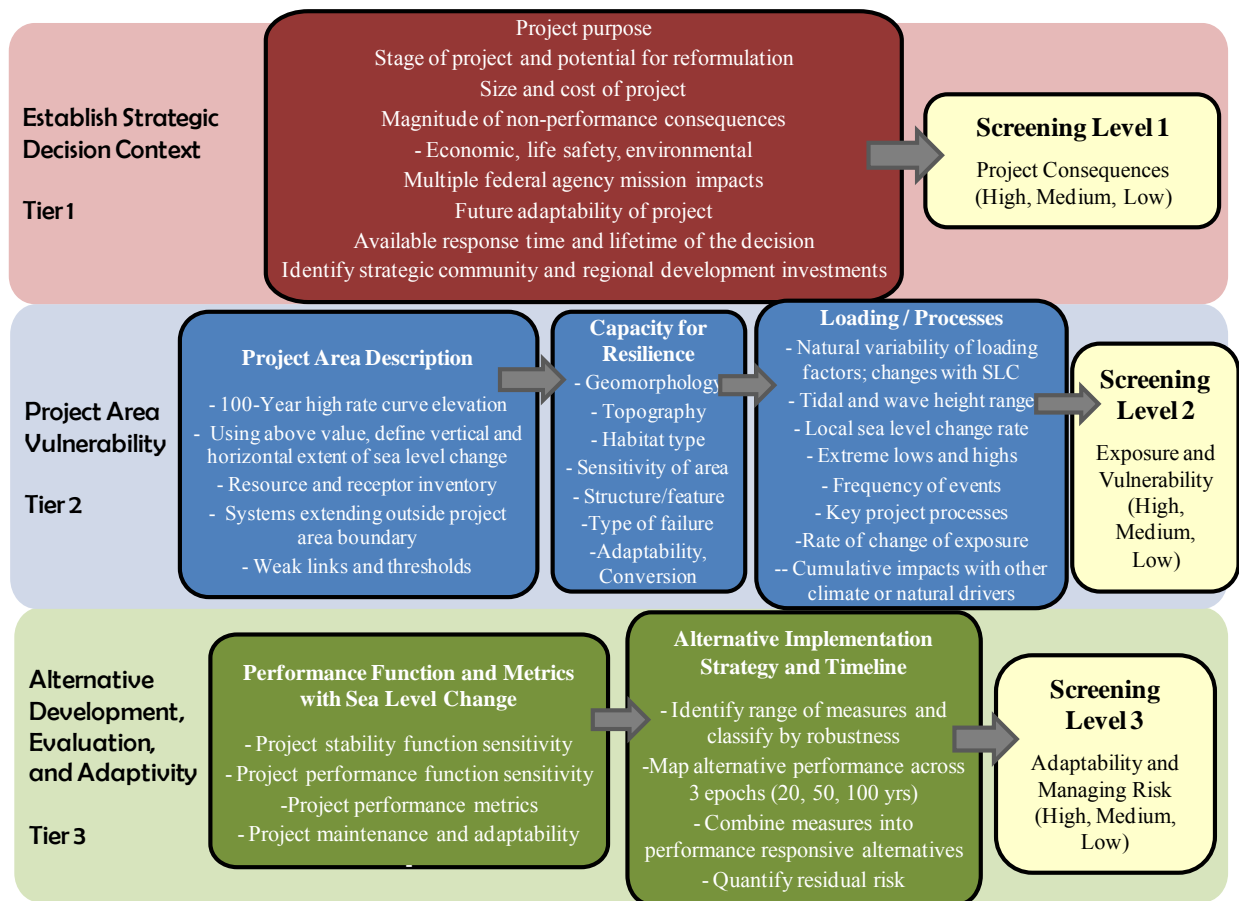 Establish Strategic
Decision Context
Tier 1
Project purpose
Stage of project and potential for reformulation
Size and cost of project
Magnitude of non-performance consequences
- Economic, life safety, environmental
Multiple federal agency mission impacts
Future adaptability of project
Available response time and lifetime of the decision
Identify strategic community and regional development investments
Screening Level 1
Project Consequences
(High, Medium, Low)
Project Area
Vulnerability
Tier 2
Project Area Description
- 100-Year high rate curve elevation
- Using above value, define vertical and
horizontal extent of sea level change
- Resource and receptor inventory
- Systems extending outside project
area boundary
- Weak links and thresholds
Capacity for
Resilience
- Geomorphology
- Topography
- Habitat type
- Sensitivity of area
- Structure/feature
-Type of failure
-Adaptability,
Conversion
Loading / Processes
- Natural variability of loading
factors; changes with SLC
- Tidal and wave height range
- Local sea level change rate
- Extreme lows and highs
- Frequency of events
- Key project processes
-Rate of change of exposure
-- Cumulative impacts with other
climate or natural drivers
Screening
Level 2
Exposure and
Vulnerability
(High,
Medium,
Low)
Alternative
Development,
Evaluation,
and Adaptivity
Tier 3
Performance Function and Metrics
with Sea Level Change
- Project stability function sensitivity
- Project performance function sensitivity
-Project performance metrics
- Project maintenance and adaptability
-
Alternative Implementation
Strategy and Timeline
- Identify range of measures and
classify by robustness
-Map alternative performance across
3 epochs (20, 50, 100 yrs)
- Combine measures into
performance responsive alternatives
- Quantify residual risk
Screening
Level 3
Adaptability and
Managing Risk
(High, Medium,
Low)